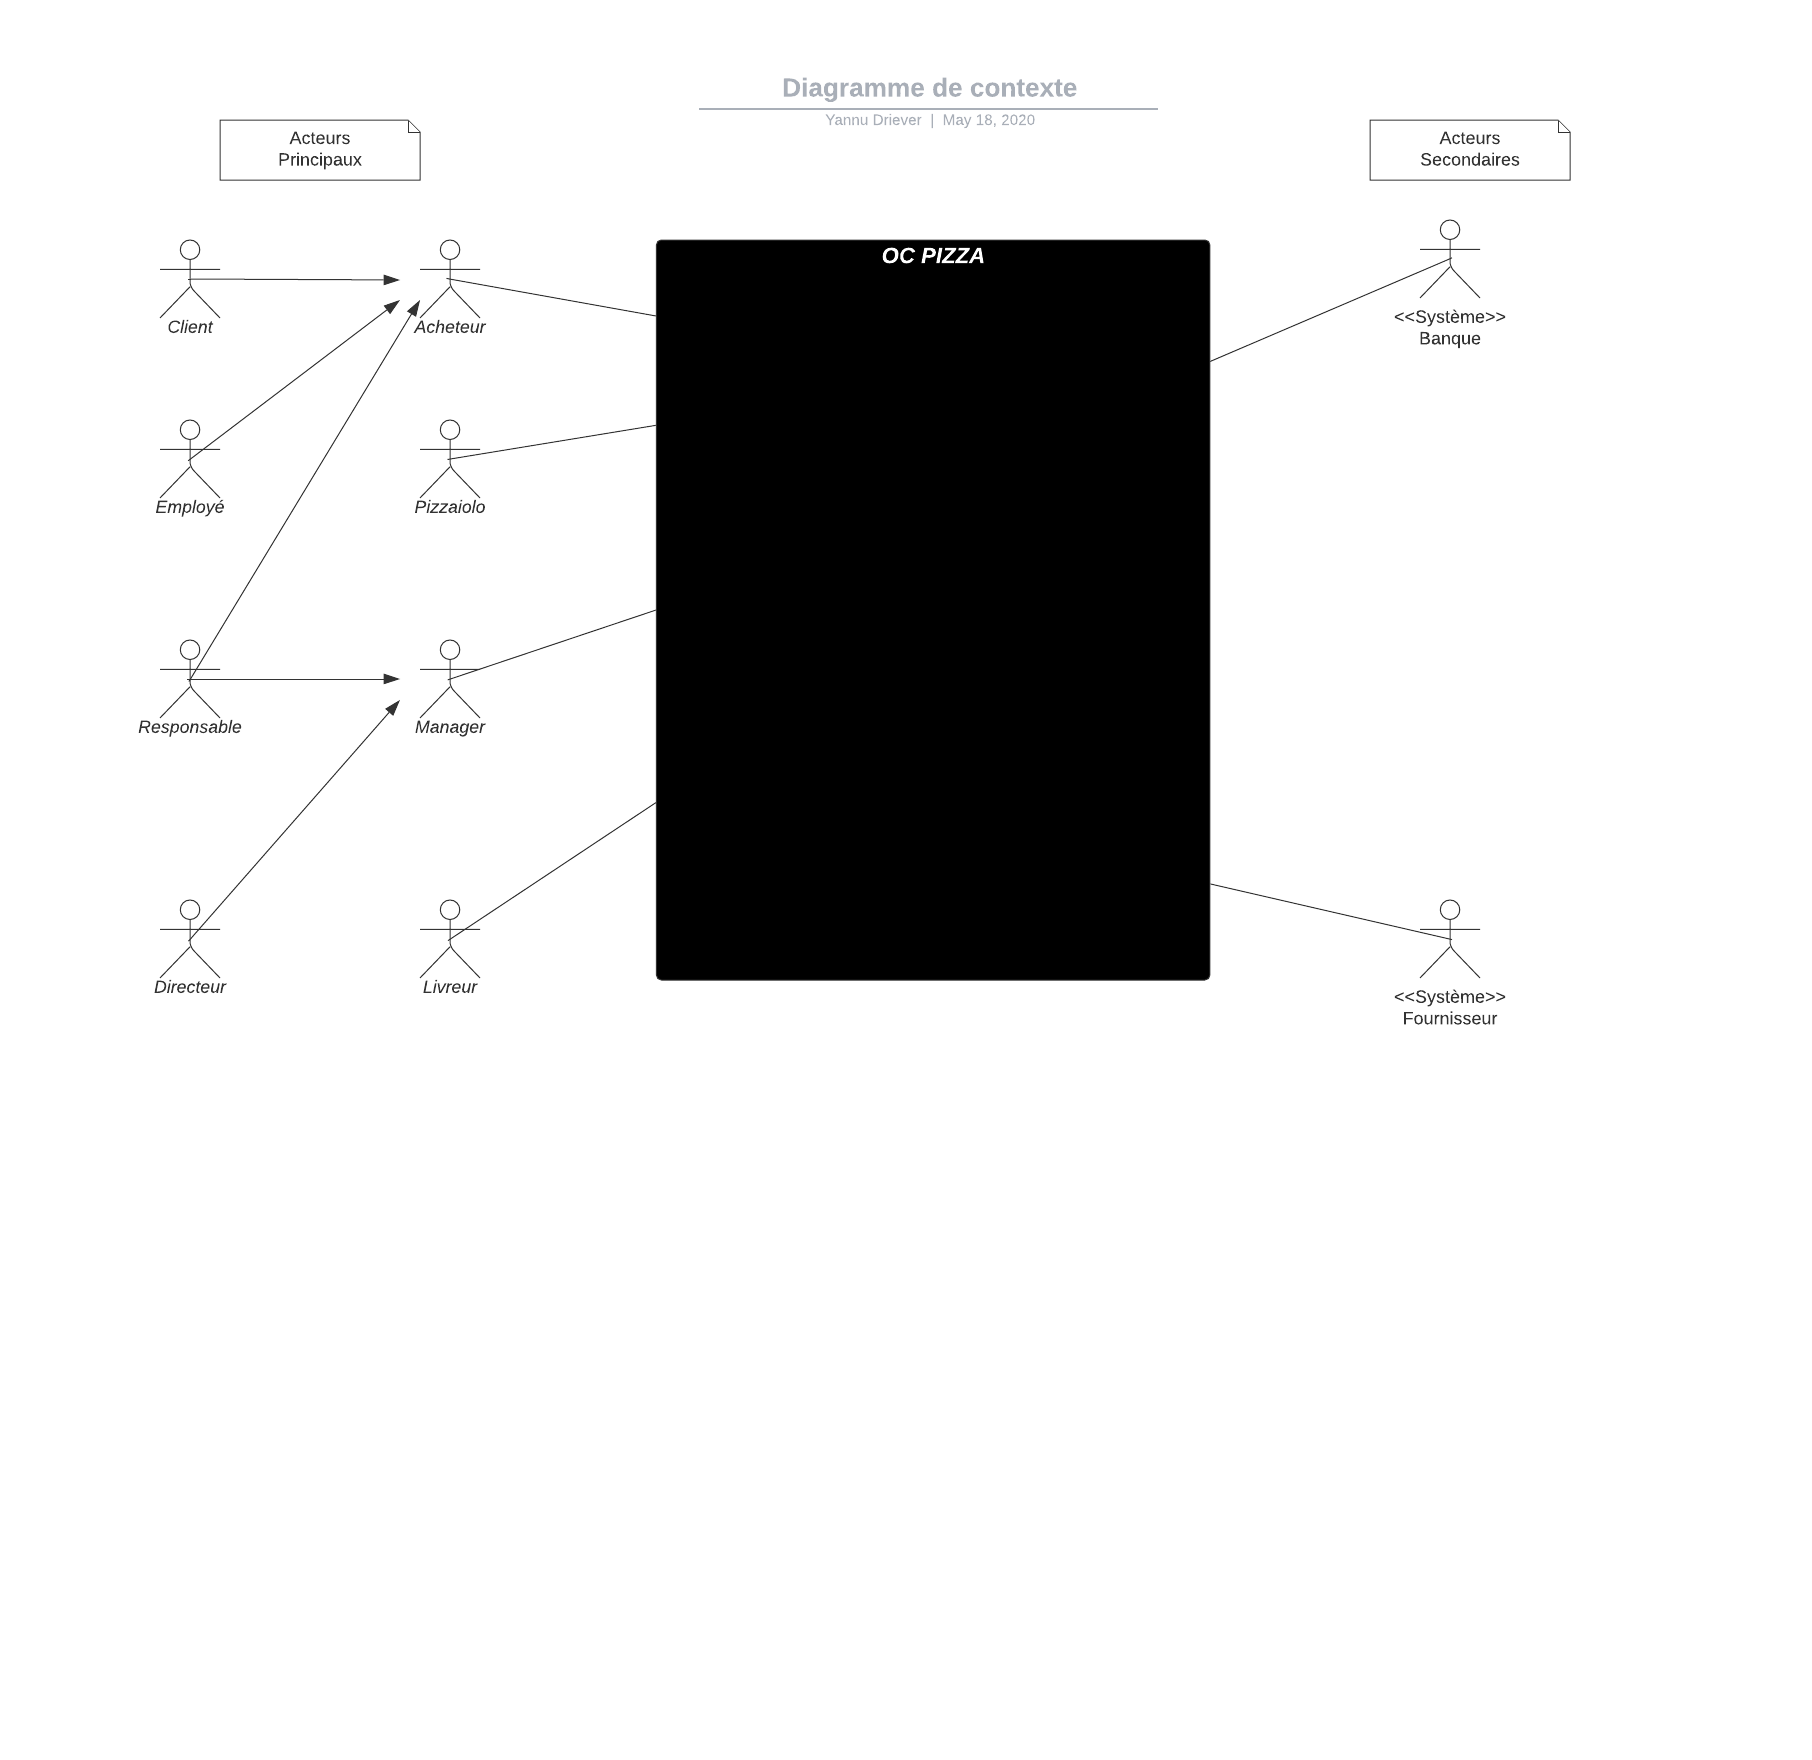 Diagramme de contexte
Yannu Driever | May 18, 2020
Acteurs
Principaux
Acteurs
Secondaires
OC PIZZA
Client
Acheteur
<<Système>>
Banque
Employé
Pizzaiolo
Responsable
Manager
Directeur
Livreur
<<Système>>
Fournisseur